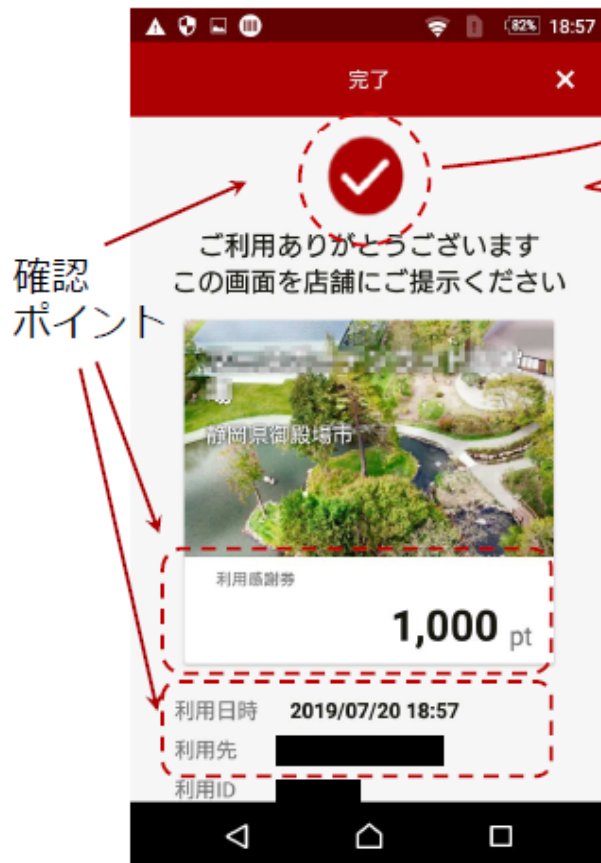 82% 18:57
完了
確認
ポイント
ご利用ありがとうございます
この画面を店舗にご提示ください
静岡県御殿場市
利用感謝券
1,000 pt
利用日時 2019/07/20 18:57
利用先
利用ID